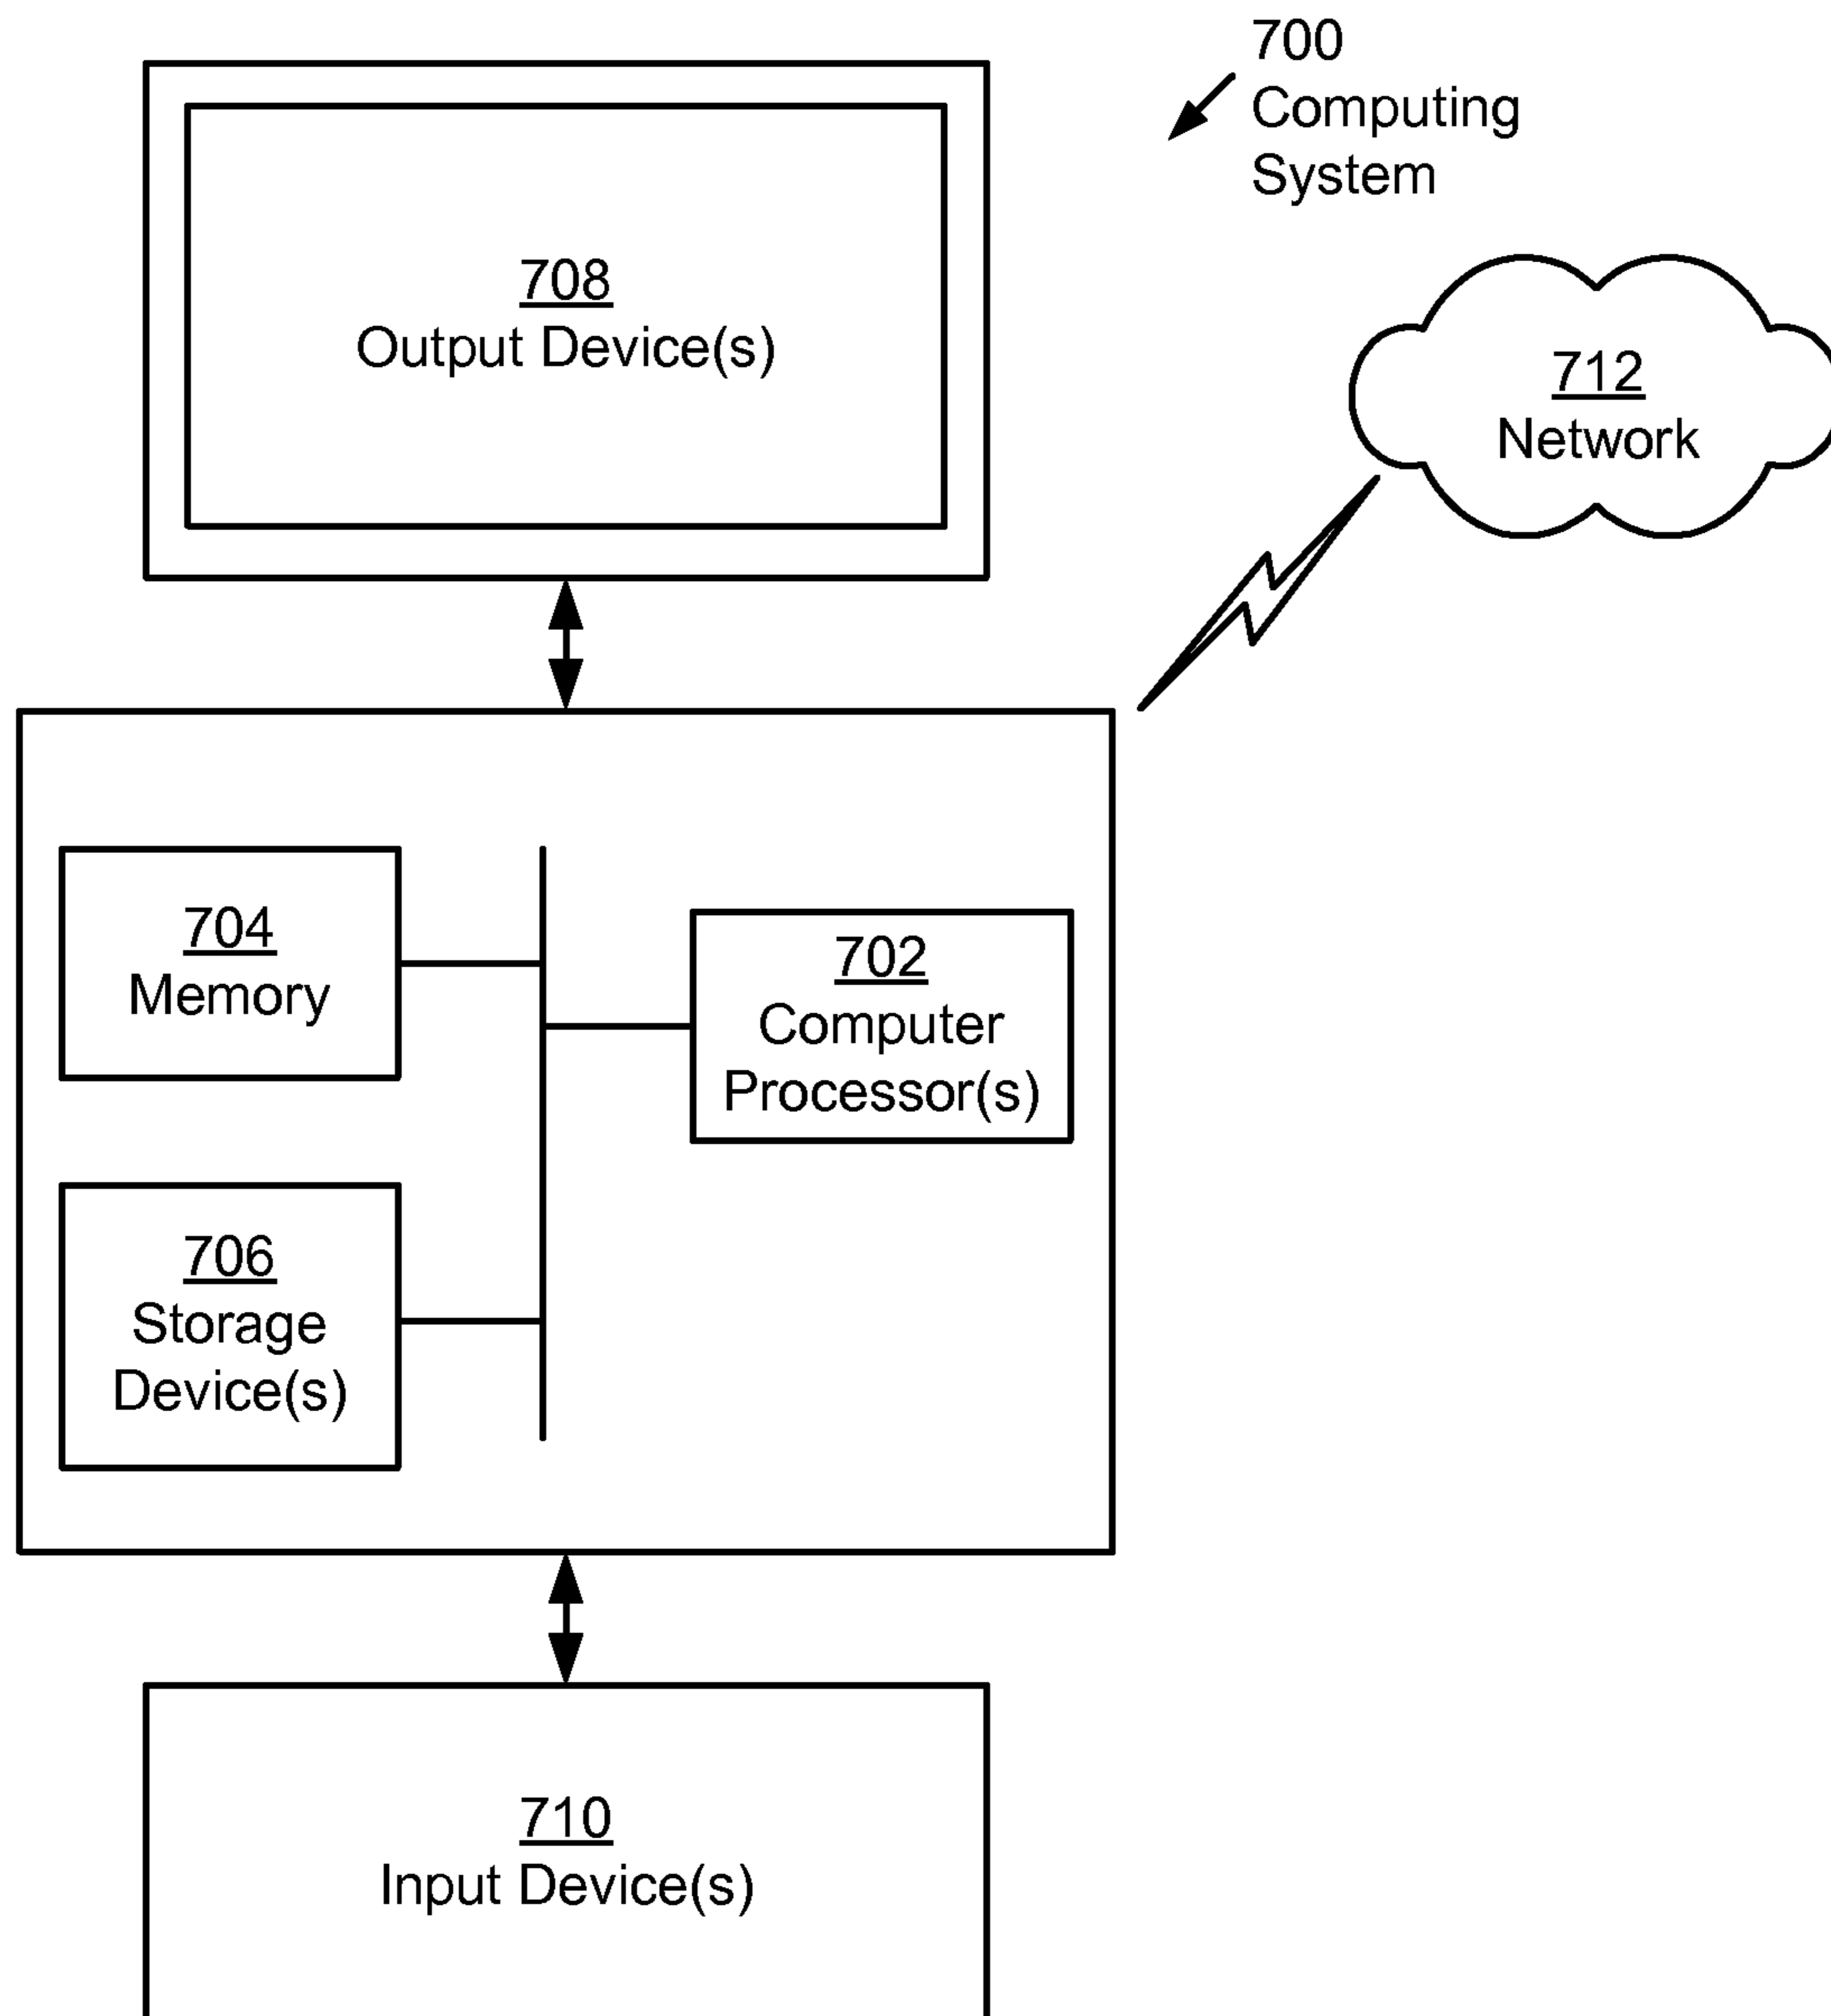 700
Computing
System
708
Output Device(s)
712
Network
704
Memory
702
Computer
Processor(s)
706
Storage
Device(s)
710
Input Device(s)